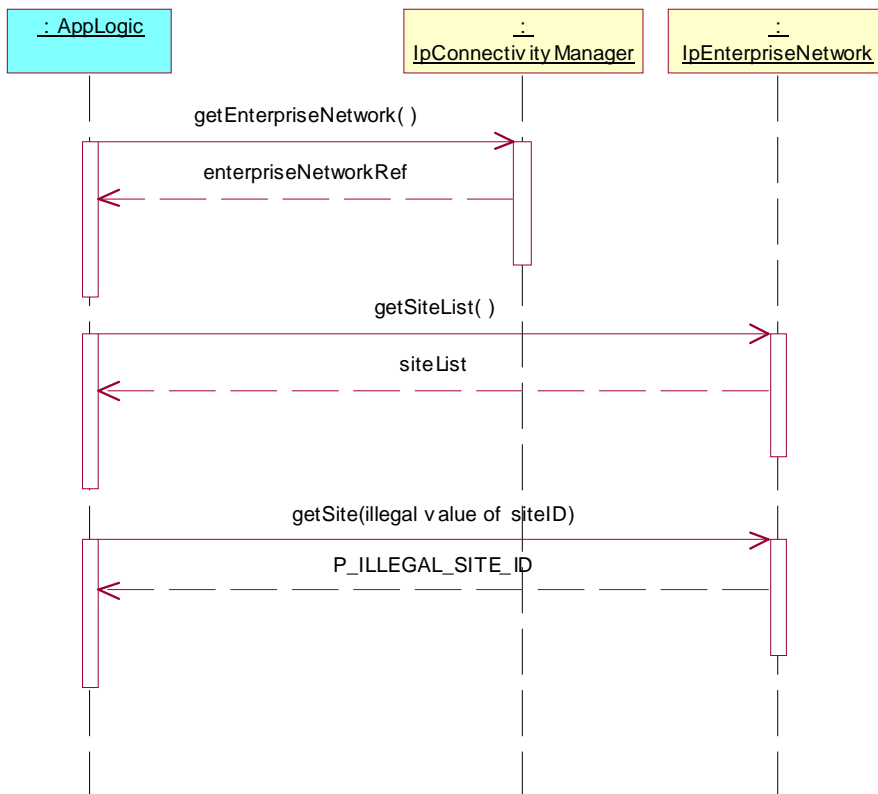 : AppLogic
:
IpConnectivityManager
:
IpEnterpriseNetwork
getEnterpriseNetwork( )
enterpriseNetworkRef
getSiteList( )
siteList
getSite(illegal value of siteID)
P_ILLEGAL_SITE_ID